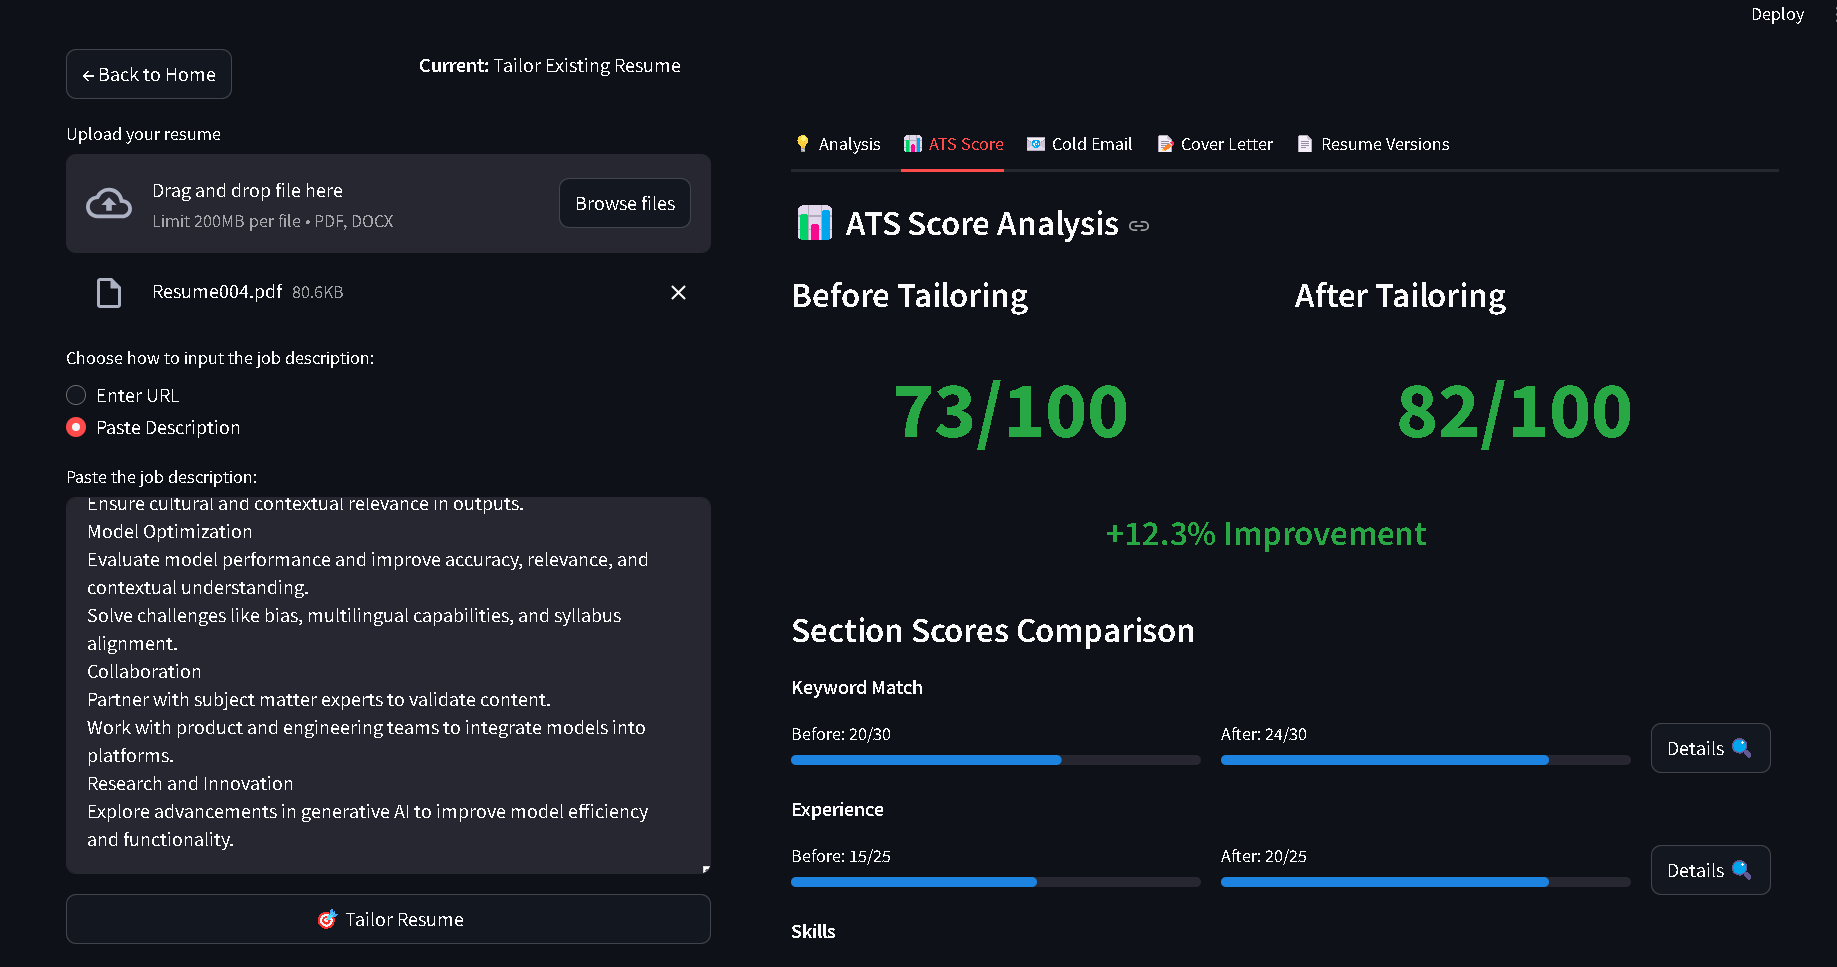 Deploy
← Back to Home
Current: Tailor Existing Resume
Upload your resume
Drag and drop file here
Limit 200MB per file • PDF, DOCX
Browse files
Resume004.pdf 80.6KB
Choose how to input the job description:
Enter URL
Paste Description
Paste the job description:
Ensure cultural and contextual relevance in outputs.
Model Optimization
Evaluate model performance and improve accuracy, relevance, and
contextual understanding.
Solve challenges like bias, multilingual capabilities, and syllabus
alignment.
Collaboration
Partner with subject matter experts to validate content.
Work with product and engineering teams to integrate models into
platforms.
Research and Innovation
Explore advancements in generative AI to improve model efficiency
and functionality.
Tailor Resume
Analysis
ATS Score
Cold Email
Cover Letter
Resume Versions
ATS Score Analysis
Before Tailoring
After Tailoring
73/100
82/100
+12.3% Improvement
Section Scores Comparison
Keyword Match
Before: 20/30
After: 24/30
Details
Experience
Before: 15/25
After: 20/25
Details
Skills